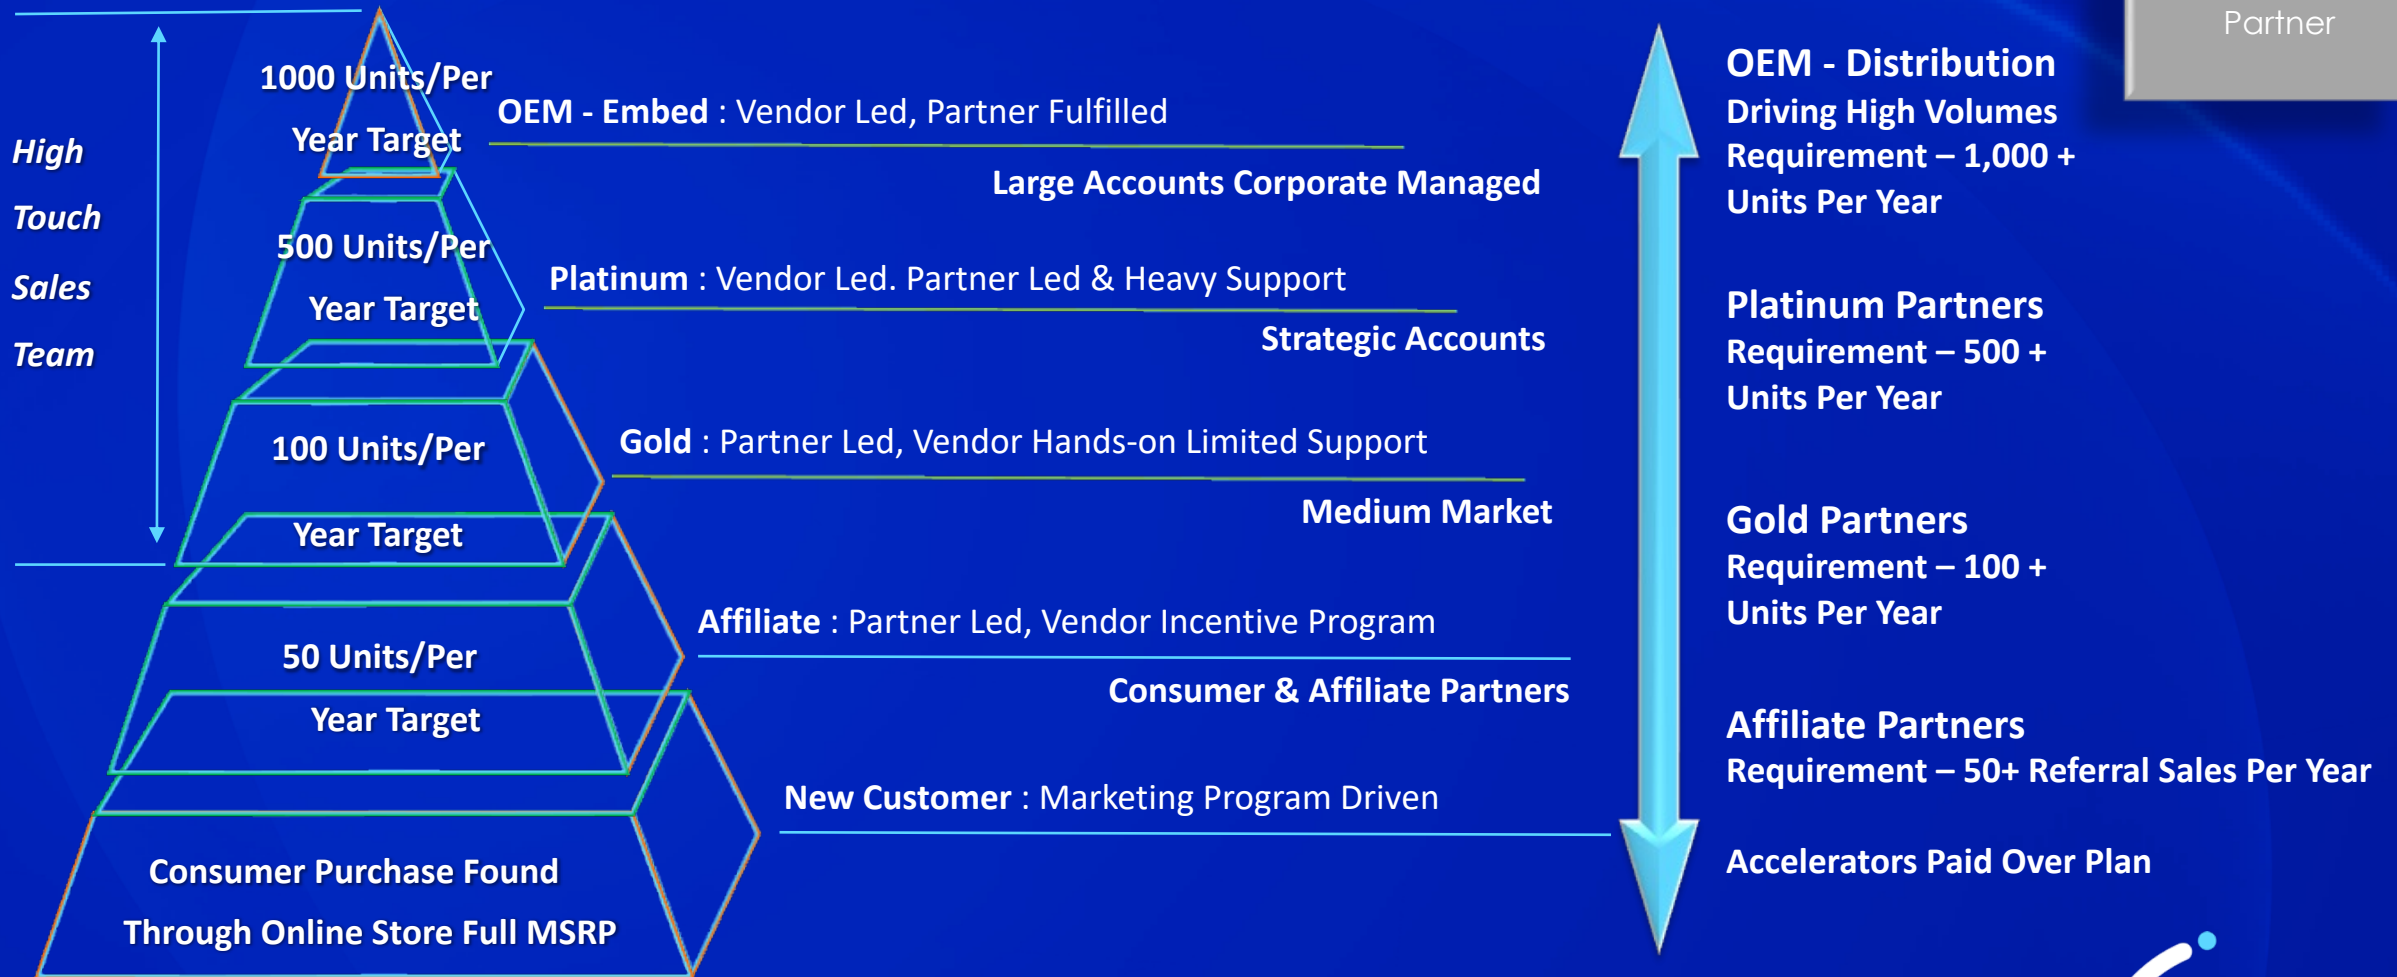 Partner
High
Touch
Sales
Team
1000 Units/Per
Year Target
500 Units/Per
Year Target
100 Units/Per
Year Target
50 Units/Per
Year Target
Consumer Purchase Found
Through Online Store Full MSRP
OEM - Embed : Vendor Led, Partner Fulfilled
Large Accounts Corporate Managed
Platinum : Vendor Led. Partner Led & Heavy Support
Strategic Accounts
Gold : Partner Led, Vendor Hands-on Limited Support
Medium Market
Affiliate : Partner Led, Vendor Incentive Program
Consumer & Affiliate Partners
New Customer : Marketing Program Driven
OEM - Distribution
Driving High Volumes
Requirement – 1,000 +
Units Per Year
Platinum Partners
Requirement – 500 +
Units Per Year
Gold Partners
Requirement – 100 +
Units Per Year
Affiliate Partners
Requirement – 50+ Referral Sales Per Year
Accelerators Paid Over Plan